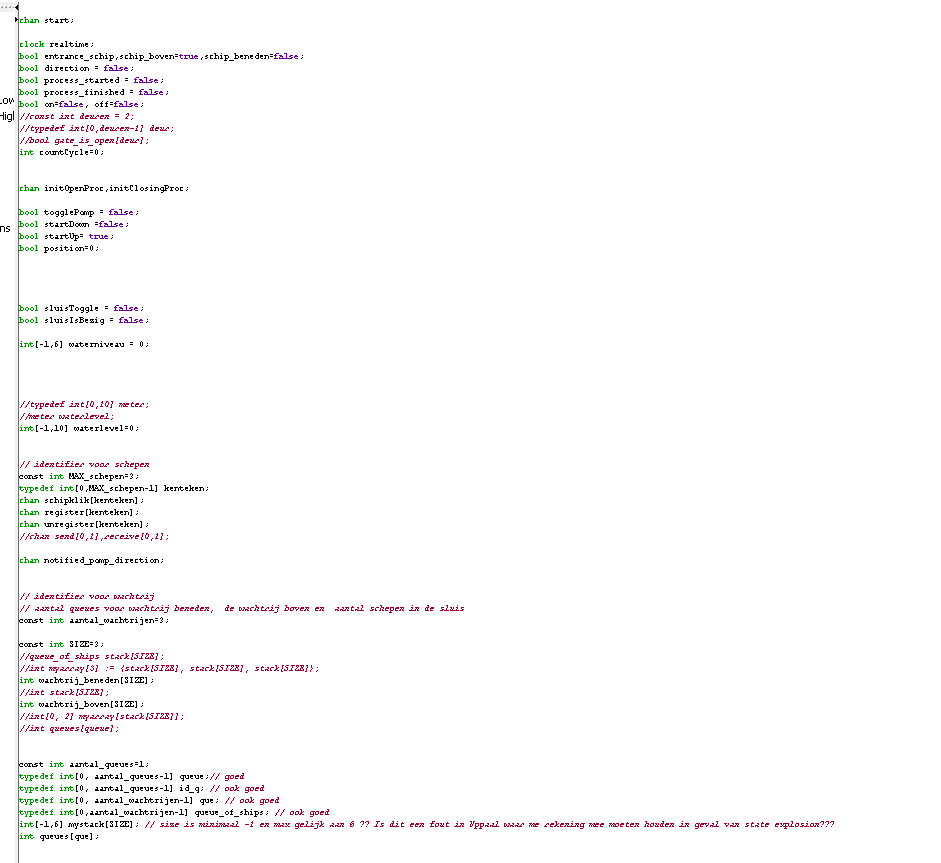 chan start;
clock realtime;
bool entrance_schip,schip_boven=true,schip_beneden=false;
bool direction = false;
bool process_started = false;
bool process_finished = false;
bool on=false, off=false;
Low
High
//const int deuren = 2;
//typedef int[0,deuren-1] deur;
//bool gate_is_open[deur];
int countCycle=0;
chan initOpenProc,initClosingProc;
bool togglePomp = false;
bool startDown =false;
ns
bool startUp= true;
bool position=0;
bool sluisToggle = false;
bool sluisIsBezig = false;
int[-1,6] waterniveau = 0;
//typedef int[0,10] meter;
//meter waterlevel;
int[-1,10] waterlevel=0;
// identifier voor schepen
const int MAX_schepen=3;
typedef int[0,MAX_schepen-1] kenteken;
chan schipklik[kenteken];
chan register[kenteken];
chan unregister[kenteken];
//chan send[0,1],receive[0,1];
chan notified_pomp_direction;
// identifier voor wachtrij
// aantal queues voor wachtrij beneden, de wachtrij boven en aantal schepen in de sluis
const int aantal_wachtrijen=3;
const int SIZE=3;
//queue_of_ships stack[SIZE];
//int myarray[3] := {stack[SIZE], stack[SIZE], stack[SIZE]};
int wachtrij_beneden[SIZE];
//int stack[SIZE];
int wachtrij_boven[SIZE];
//int[0, 2] myarray[stack[SIZE]];
//int queues[queue];
const int aantal_queues=1;
typedef int[0, aantal_queues-1] queue;// goed
typedef int[0, aantal_queues-1] id_q; // ook goed
typedef int[0, aantal_wachtrijen-1] que; // ook goed
typedef int[0,aantal_wachtrijen-1] queue_of_ships; // ook goed
int[-1,6] mystack[SIZE]; // size is minimaal -1 en max gelijk aan 6 ?? Is dit een fout in Uppaal waar we rekening mee moeten houden in geval van state explosion???
int queues[que];